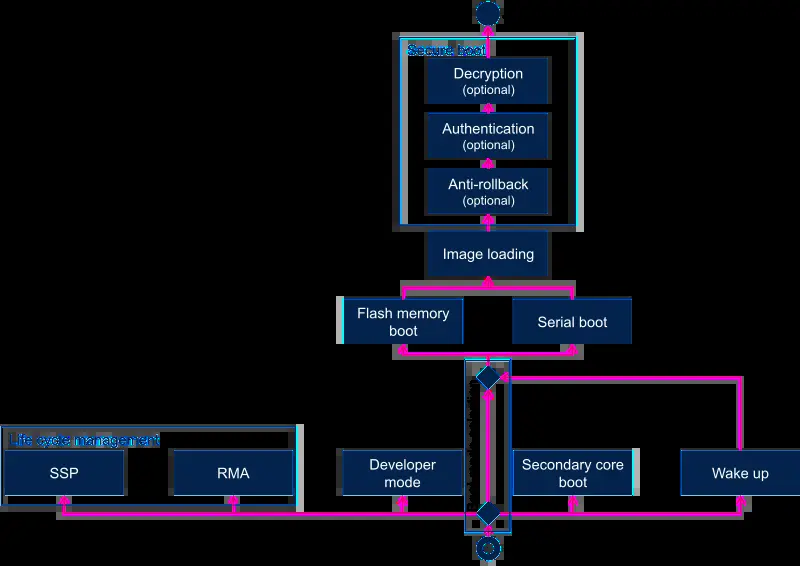 Secure boot
Decryption
(optional)
Authentication
(optional)
Anti-rollback
(optional)
Image loading
Flash memory
boot
Serial boot
Life cycle management
SSP
RMA
Developer
mode
Secondary core
boot
Wake up